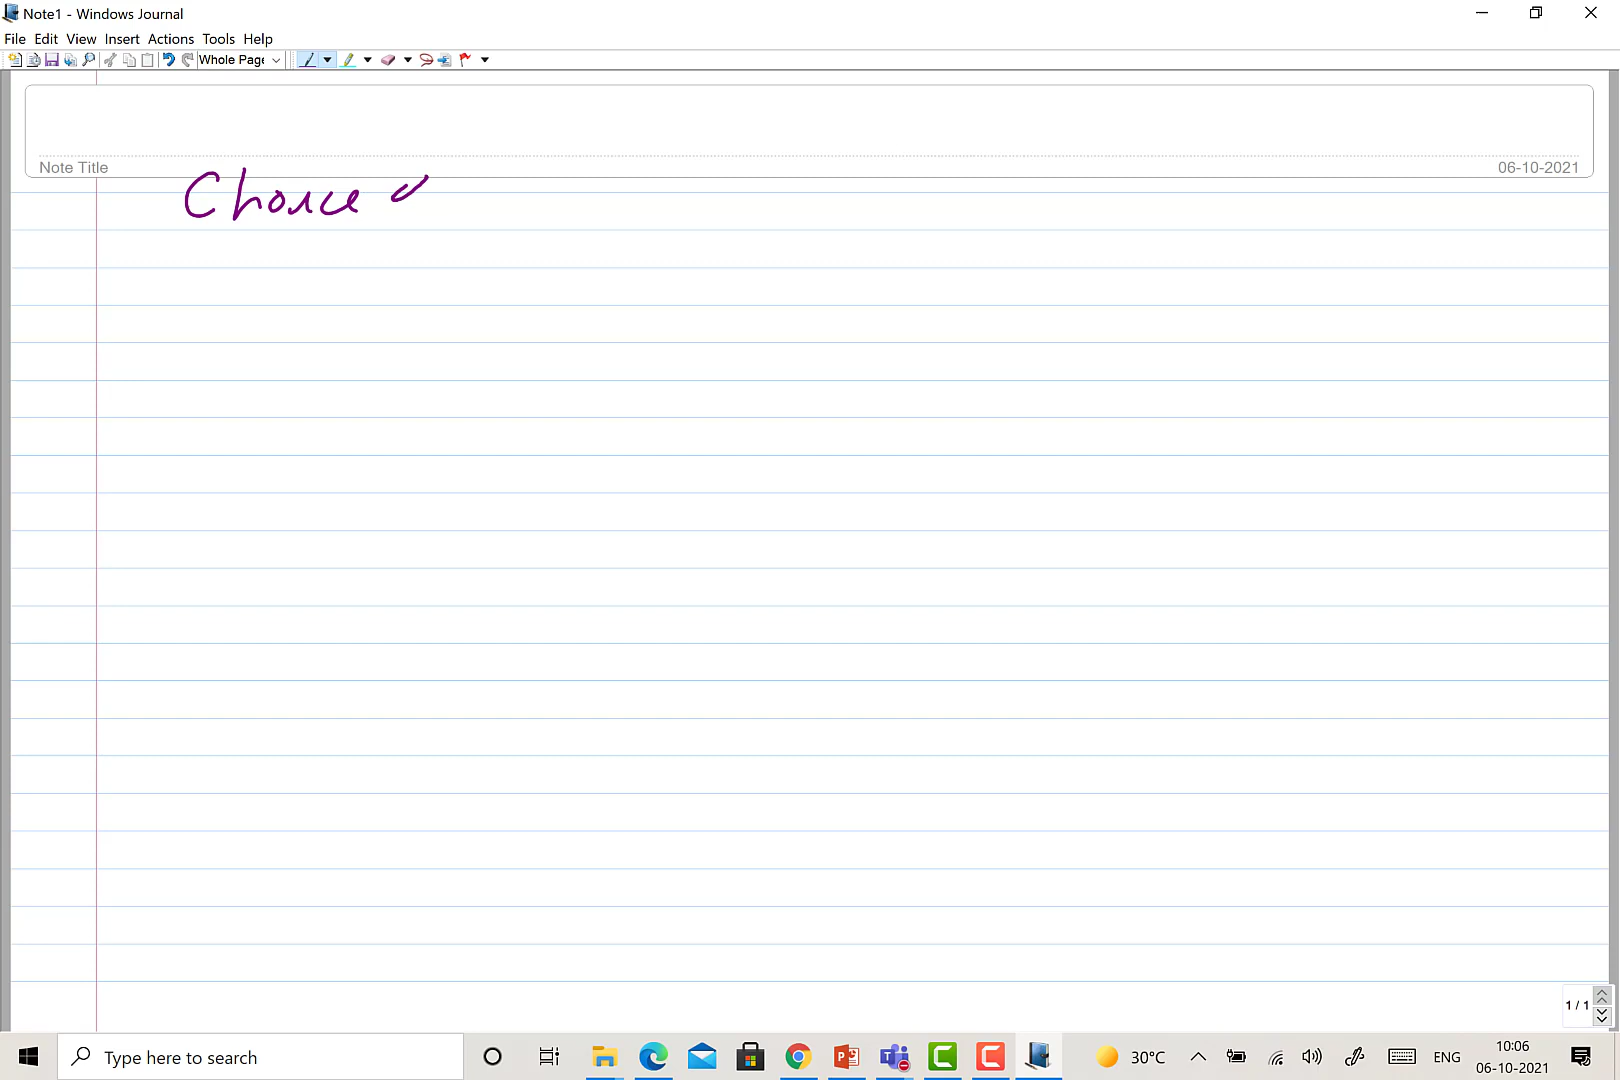 Note1 - Windows Journal
File Edit View Insert Actions Tools Help
Whole Page
Note Title
06-10-2021
Choice
1 / 1
Type here to search
30°C
ENG
10:06
06-10-2021